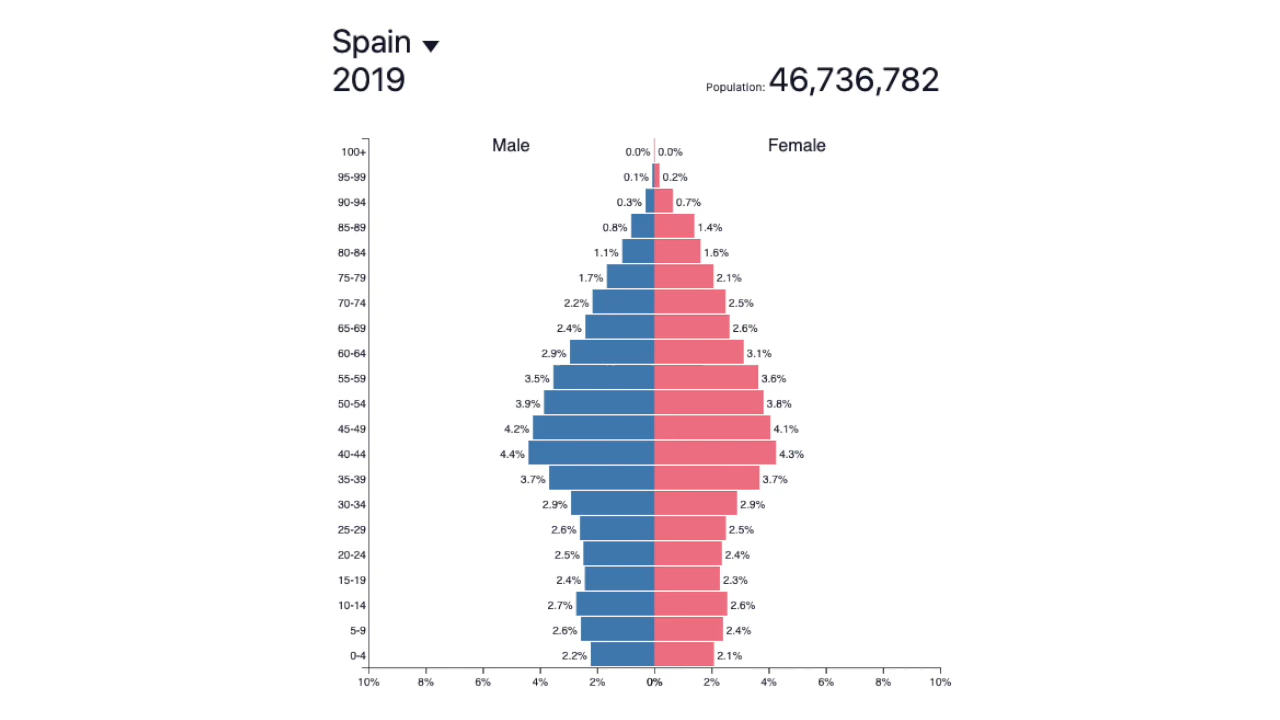 Spain
2019
Population: 46,736,782
Male Female
100+ 0.0% 0.0%
95-99 0.1% 0.2%
90-94 0.3% 0.7%
85-89 0.8% 1.4%
80-84 1.1% 1.6%
75-79 1.7% 2.1%
70-74 2.2% 2.5%
65-69 2.4% 2.6%
60-64 2.9% 3.1%
55-59 3.5% 3.6%
50-54 3.9% 3.8%
45-49 4.2% 4.1%
40-44 4.4% 4.3%
35-39 3.7% 3.7%
30-34 2.9% 2.9%
25-29 2.6% 2.5%
20-24 2.5% 2.4%
15-19 2.4% 2.3%
10-14 2.7% 2.6%
5-9 2.6% 2.4%
0-4 2.2% 2.1%
10% 8% 6% 4% 2% 0% 2% 4% 6% 8% 10%